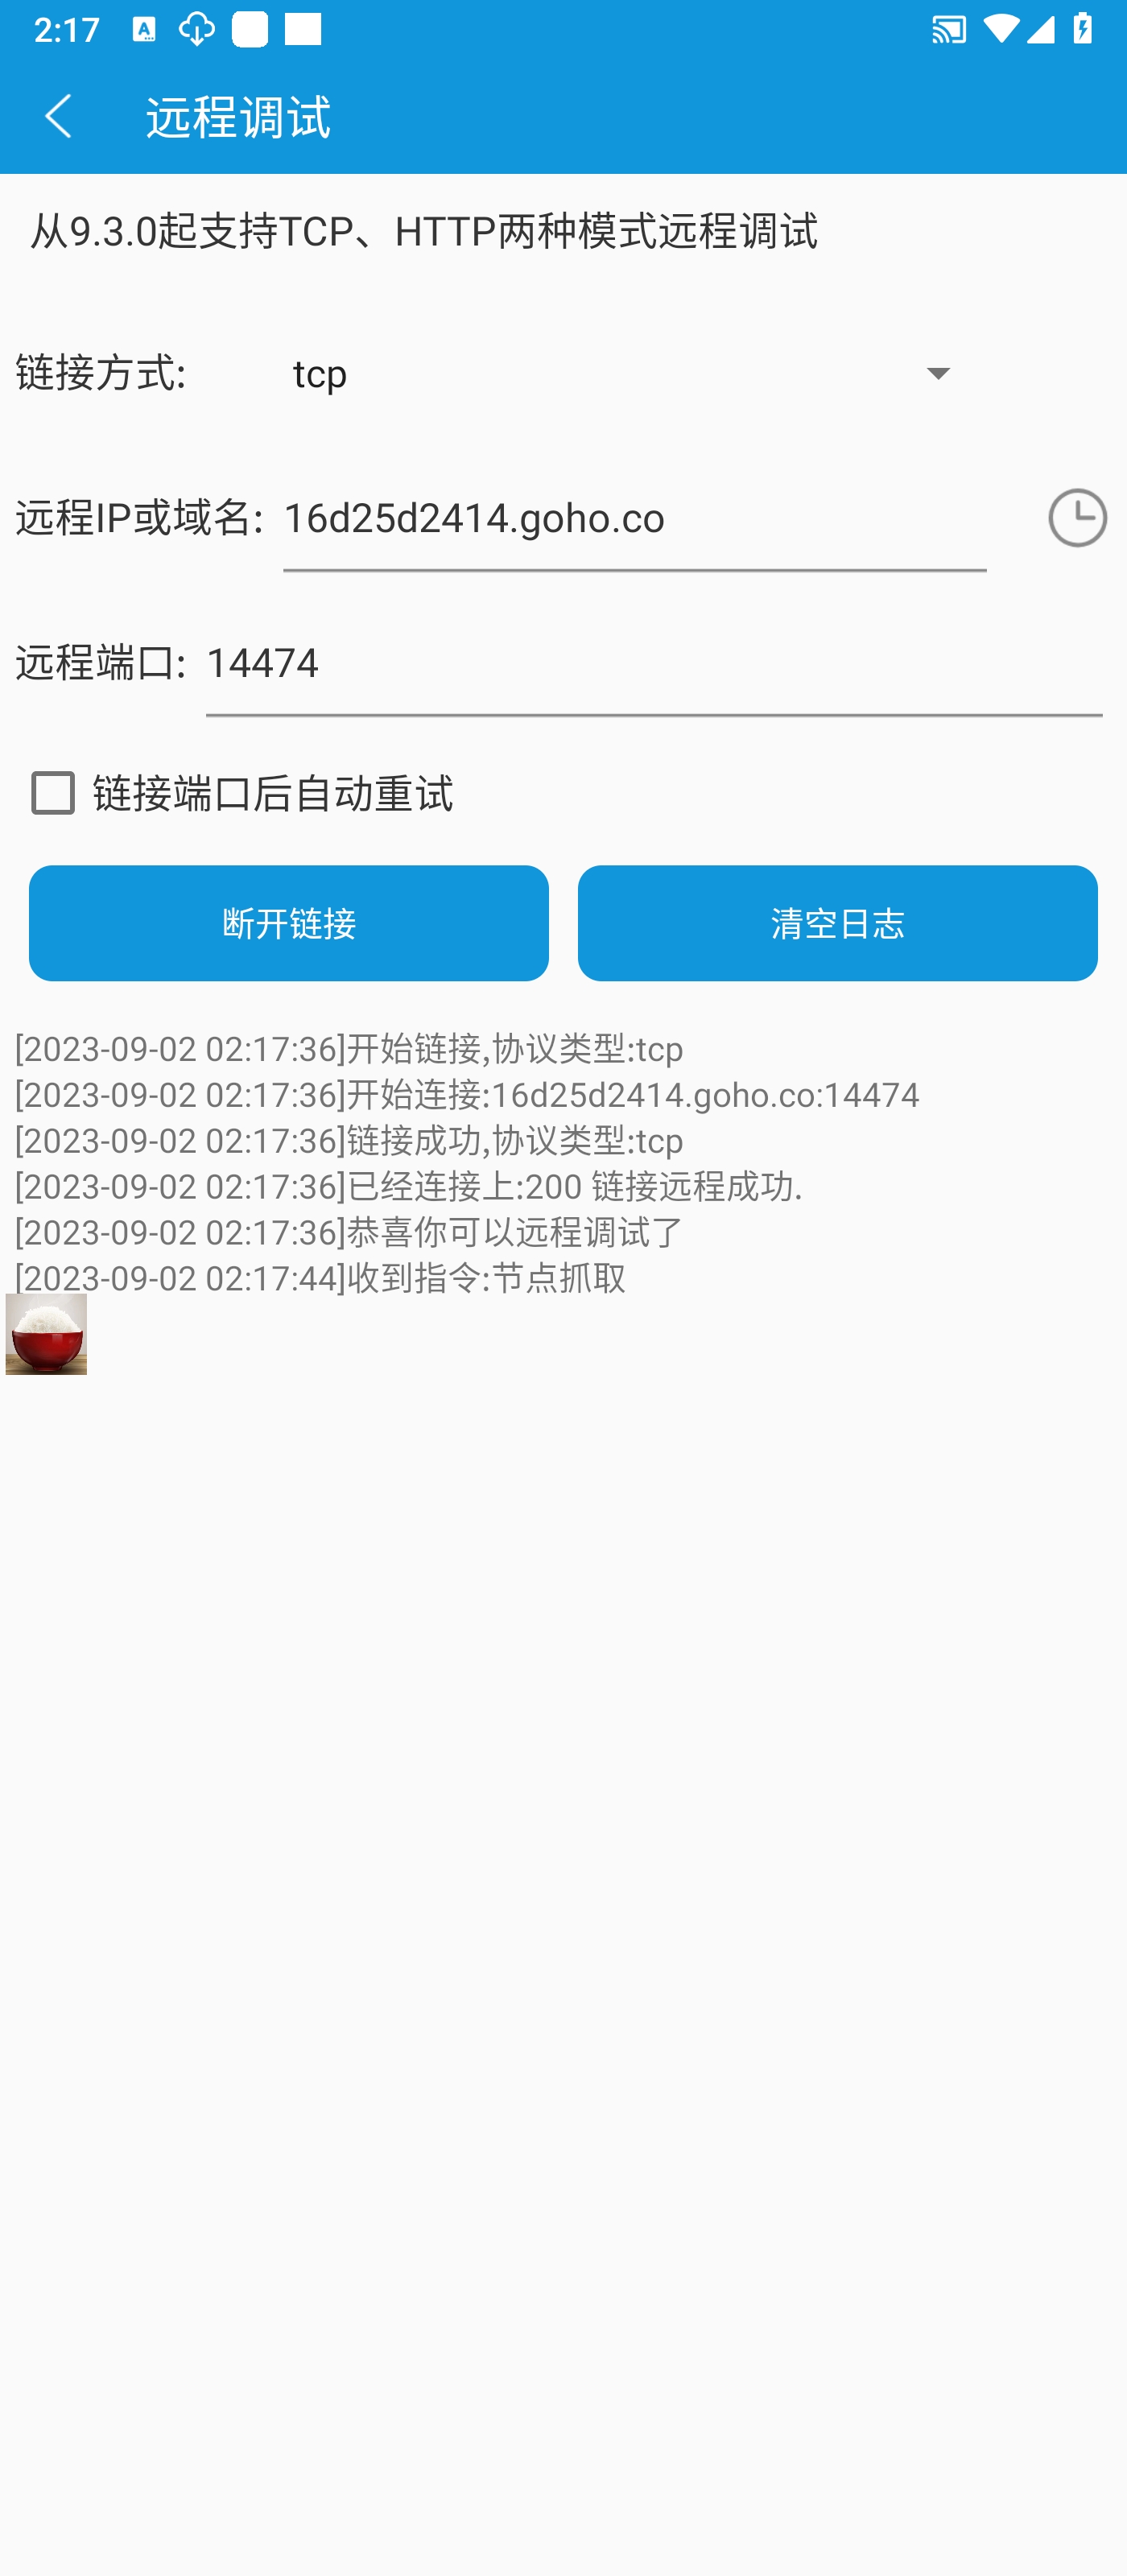 2:17
远程调试
从9.3.0起支持TCP、HTTP两种模式远程调试
链接方式: tcp
远程IP或域名: 16d25d2414.goho.co
远程端口: 14474
链接端口后自动重试
断开链接 清空日志
[2023-09-02 02:17:36]开始链接,协议类型:tcp
[2023-09-02 02:17:36]开始连接:16d25d2414.goho.co:14474
[2023-09-02 02:17:36]链接成功,协议类型:tcp
[2023-09-02 02:17:36]已经连接上:200 链接远程成功.
[2023-09-02 02:17:36]恭喜你可以远程调试了
[2023-09-02 02:17:44]收到指令:节点抓取